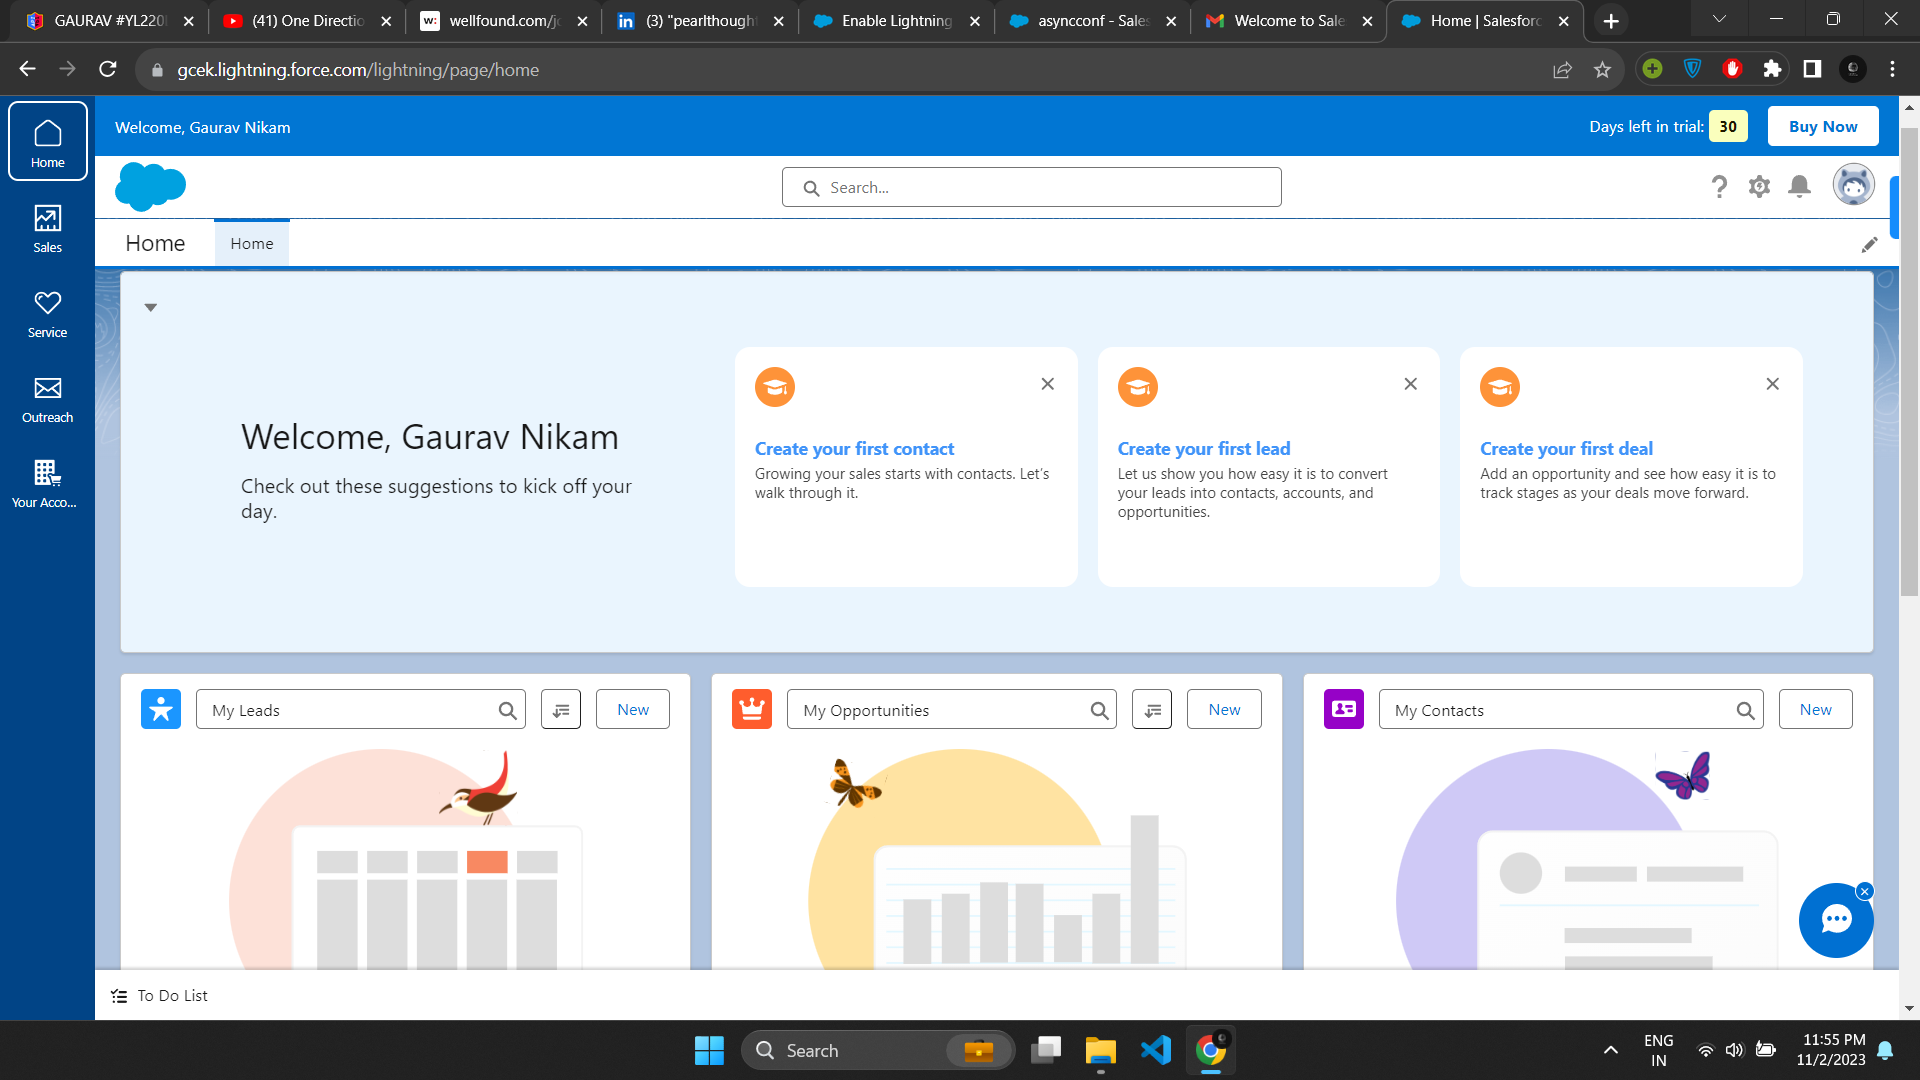 GAURAV #YL220
(41) One Directio
wellfound.com/jo
(3) "pearlthought
Enable Lightning
asyncconf - Sales
Welcome to Sale
Home | Salesforc
gcek.lightning.force.com/lightning/page/home
Welcome, Gaurav Nikam
Days left in trial: 30
Buy Now
Home
Sales
Service
Outreach
Your Acco...
Search...
Home
Home
Welcome, Gaurav Nikam
Check out these suggestions to kick off your
day.
Create your first contact
Growing your sales starts with contacts. Let's
walk through it.
Create your first lead
Let us show you how easy it is to convert
your leads into contacts, accounts, and
opportunities.
Create your first deal
Add an opportunity and see how easy it is to
track stages as your deals move forward.
My Leads
New
My Opportunities
New
My Contacts
New
To Do List
Search
ENG
IN
11:55 PM
11/2/2023